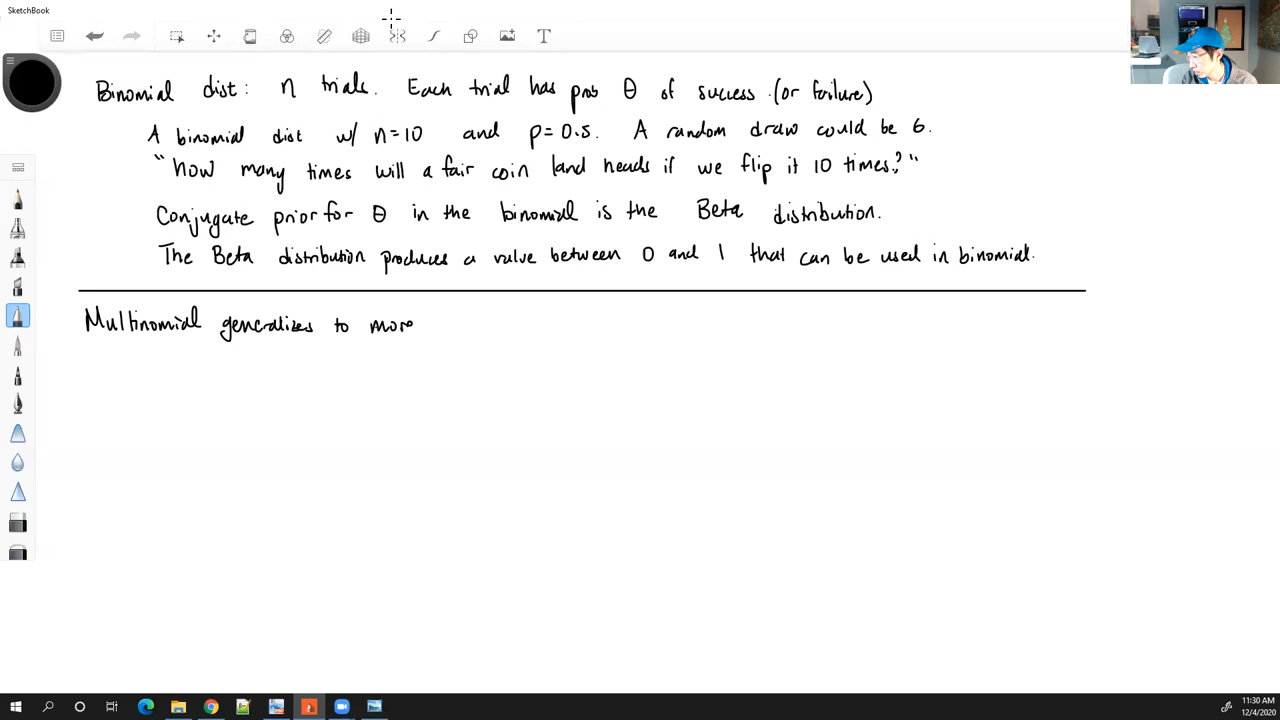 SketchBook
Binomial dist: n trials. Each trial has prob θ of success (or failure)
A binomial dist w/ n=10 and p=0.5. A random draw could be 6.
"How many times will a fair coin land heads if we flip it 10 times?"
Conjugate prior for θ in the binomial is the Beta distribution.
The Beta distribution produces a value between 0 and 1 that can be used in binomial.
Multinomial generalizes to more
11:30 AM
12/4/2020